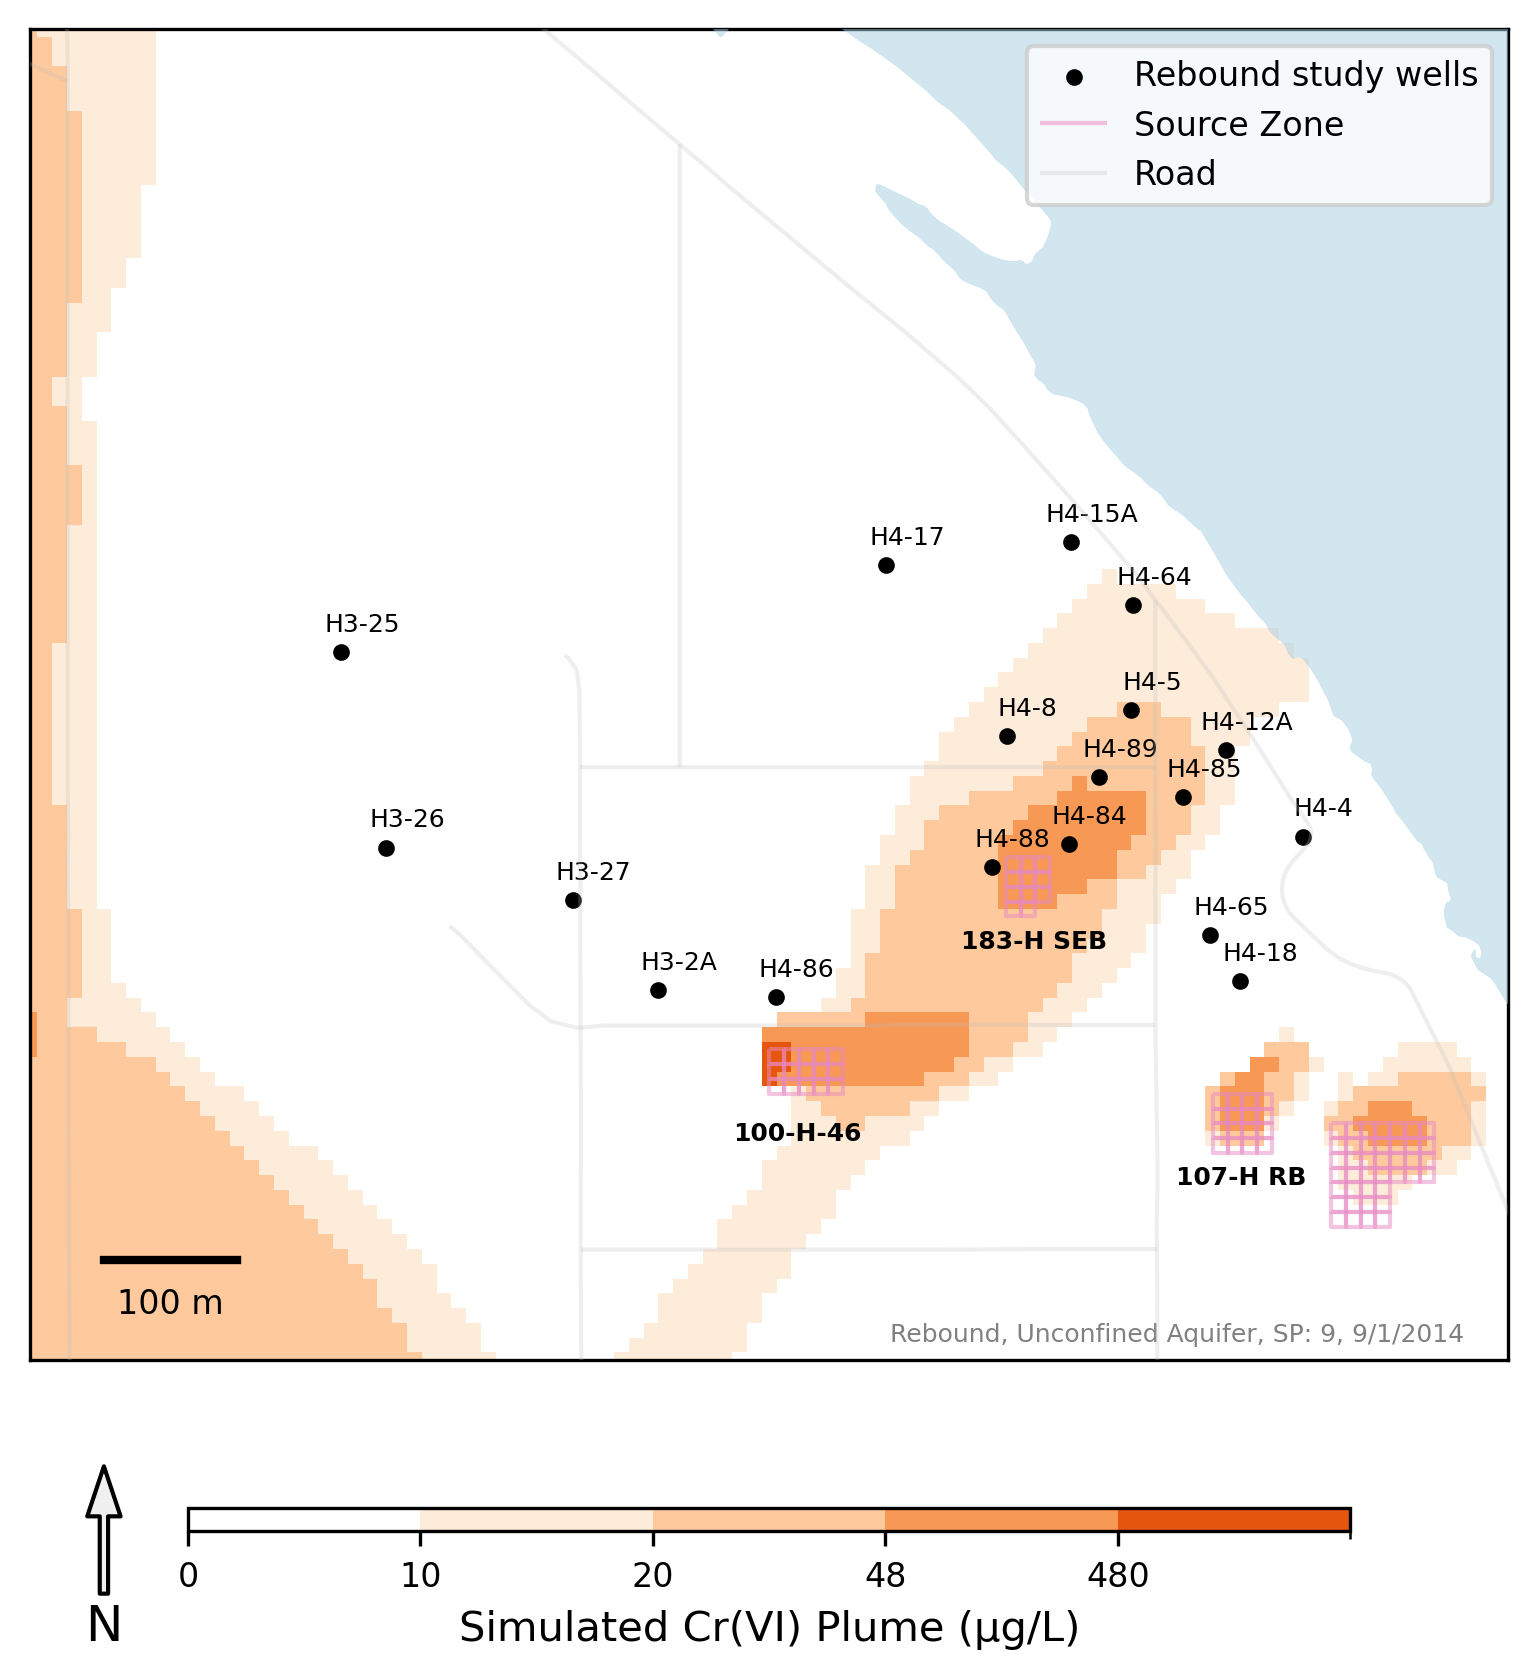 Rebound study wells
Source Zone
Road
H4-15A
H4-17
H4-64
H3-25
H4-5
H4-8
H4-12A
H4-89
H4-85
H4-4
H4-84
H3-26
H4-88
H3-27
H4-65
183-H SEB
H4-18
H3-2A
H4-86
100-H-46
107-H RB
100 m
Rebound, Unconfined Aquifer, SP: 9, 9/1/2014
0 10 20 48 480
N
Simulated Cr(VI) Plume (μg/L)